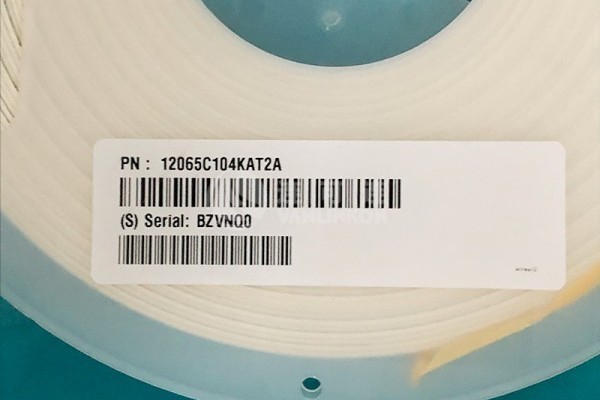 PN : 12065C104KAT2A
(S) Serial: BZVNQ0